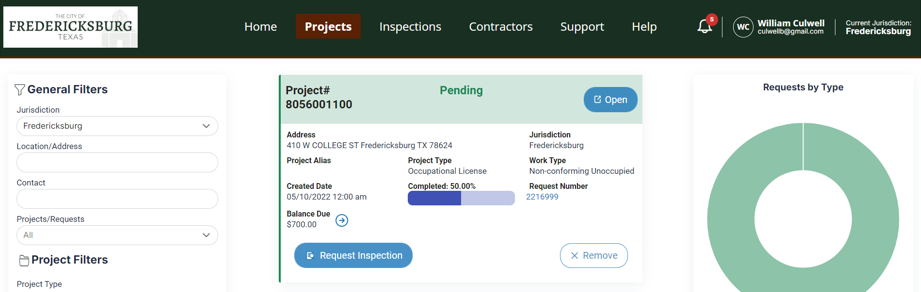 THE CITY OF
FREDERICKSBURG
TEXAS
Home
Projects
Inspections
Contractors
Support
Help
5
WC
William Culwell
culwellb@gmail.com
Current Jurisdiction:
Fredericksburg
General Filters
Jurisdiction
Fredericksburg
Location/Address
Contact
Projects/Requests
All
Project Filters
Project Type
Project#
8056001100
Pending
Open
Address
410 W COLLEGE ST Fredericksburg TX 78624
Jurisdiction
Fredericksburg
Project Alias
Project Type
Occupational License
Work Type
Non-conforming Unoccupied
Created Date
05/10/2022 12:00 am
Completed: 50.00%
Request Number
2216999
Balance Due
$700.00
Request Inspection
Remove
Requests by Type